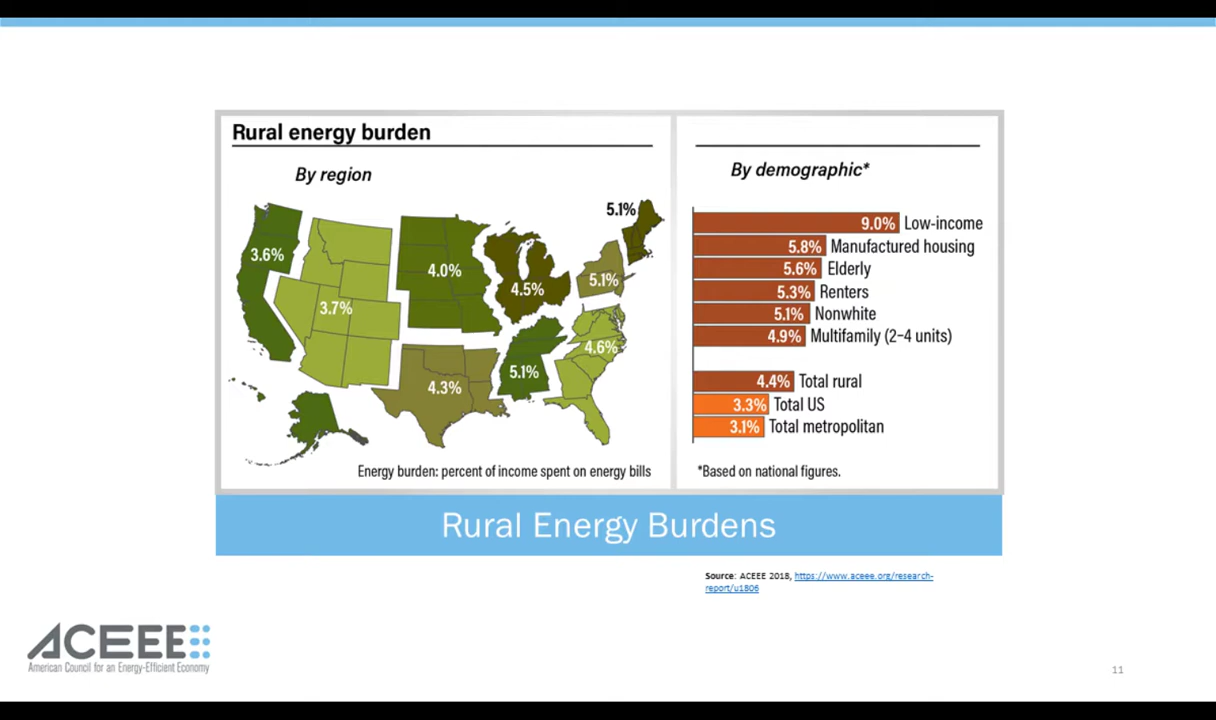 Rural energy burden
By region
5.1%
3.6%
4.0%
4.5%
5.1%
3.7%
4.6%
5.1%
4.3%
Energy burden: percent of income spent on energy bills
By demographic*
9.0% Low-income
5.8% Manufactured housing
5.6% Elderly
5.3% Renters
5.1% Nonwhite
4.9% Multifamily (2–4 units)
4.4% Total rural
3.3% Total US
3.1% Total metropolitan
*Based on national figures.
Rural Energy Burdens
Source: ACEEE 2018, https://www.aceee.org/research-
report/u1806
ACEEE
American Council for an Energy-Efficient Economy
11